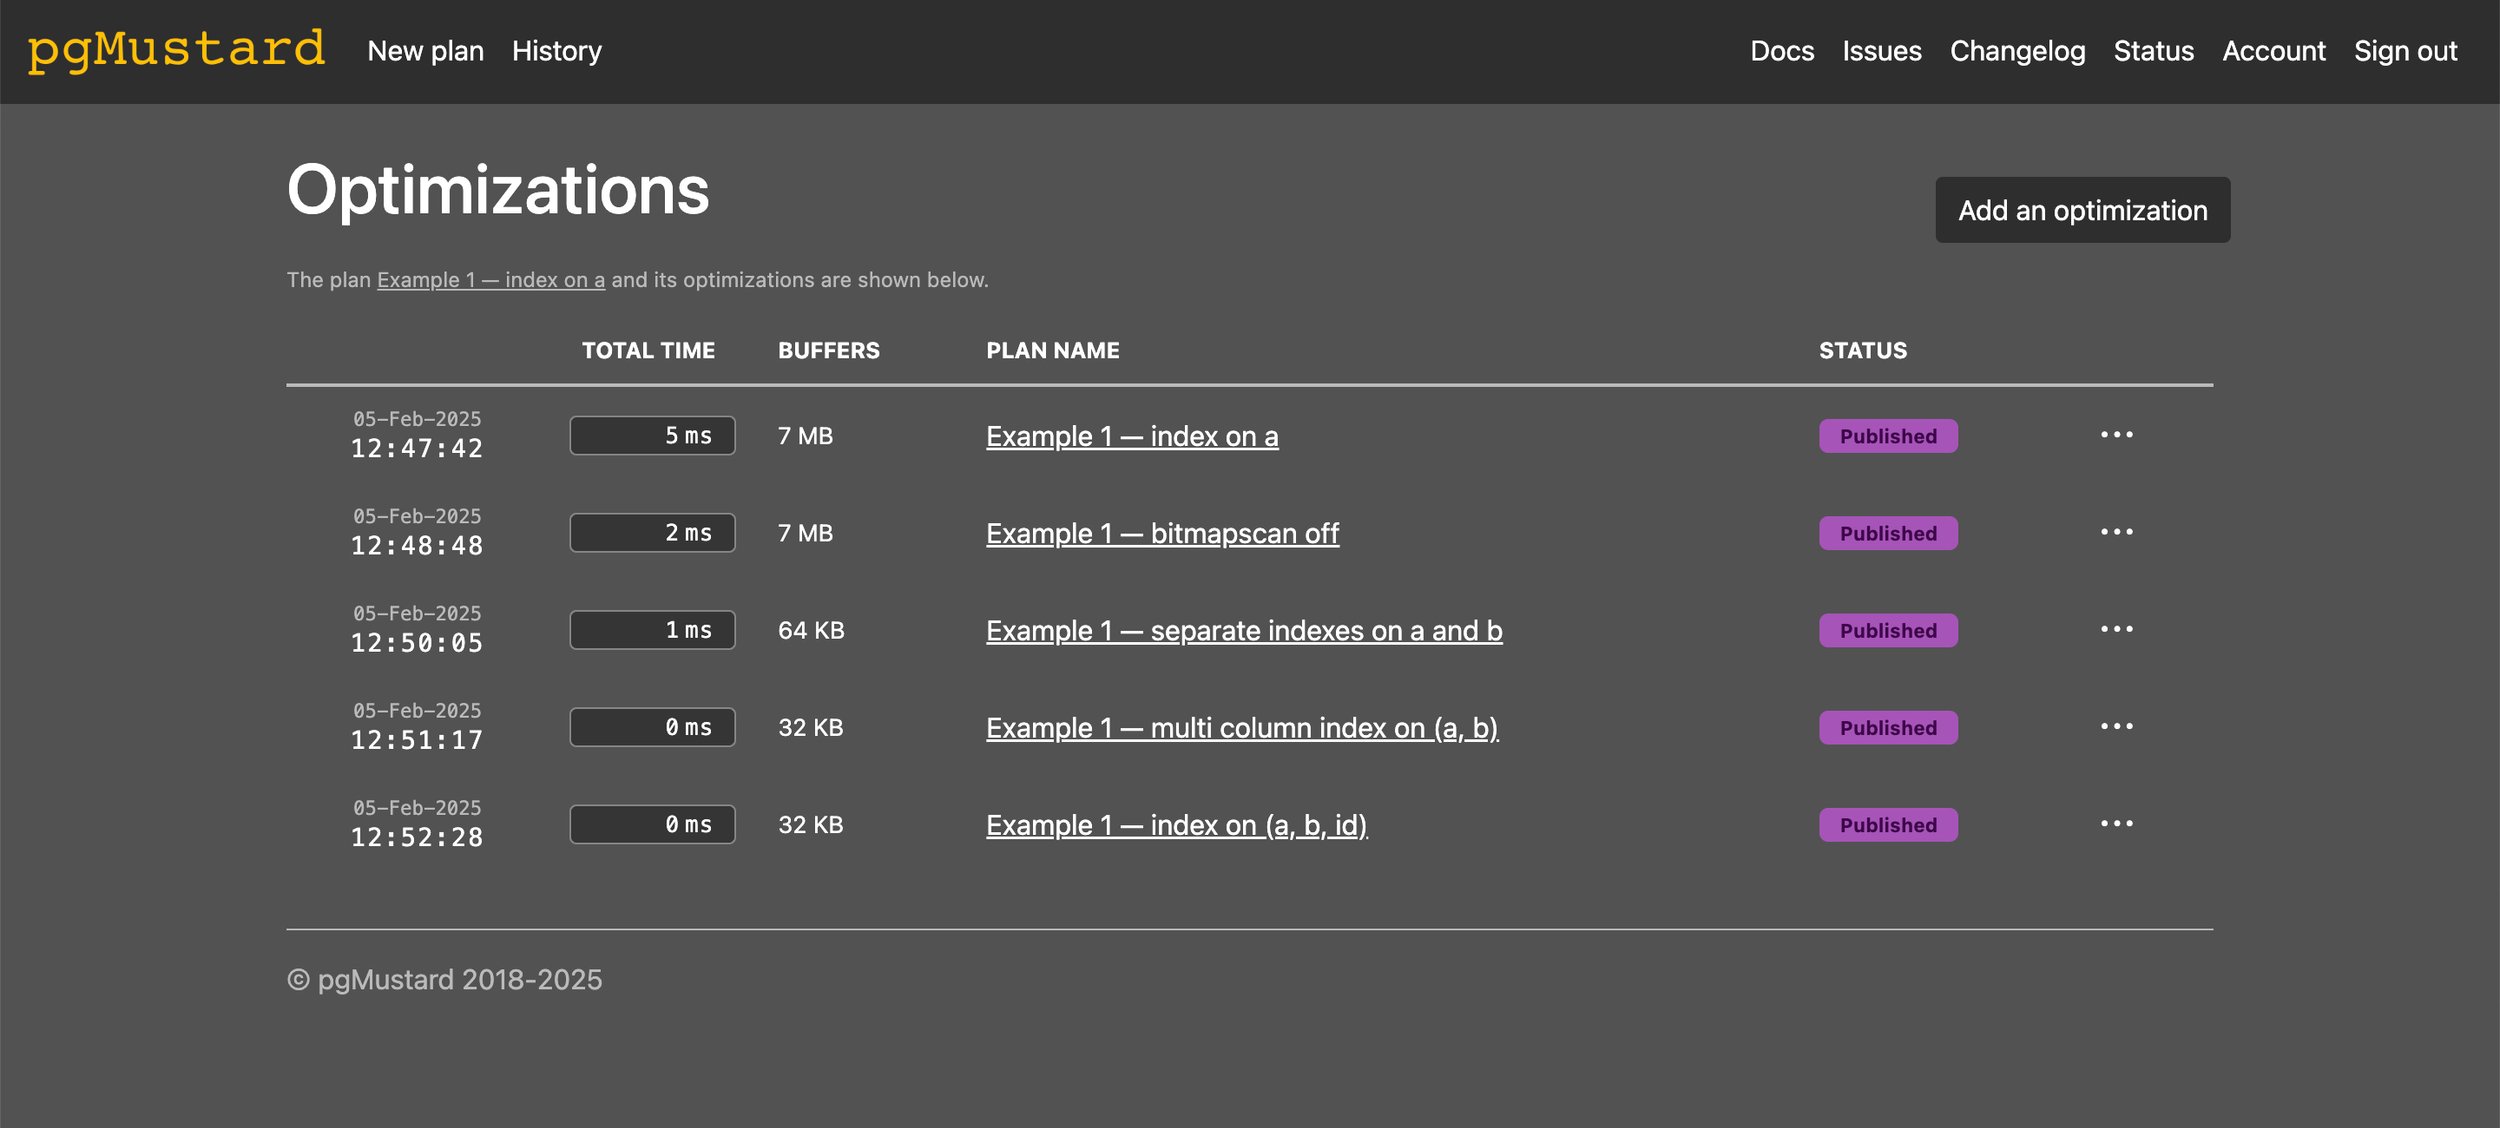 pgMustard New plan History Docs Issues Changelog Status Account Sign out
Optimizations
Add an optimization
The plan Example 1 — index on a and its optimizations are shown below.
TOTAL TIME BUFFERS PLAN NAME STATUS
05-Feb-2025
12:47:42 5 ms 7 MB Example 1 — index on a Published ...
05-Feb-2025
12:48:48 2 ms 7 MB Example 1 — bitmapscan off Published ...
05-Feb-2025
12:50:05 1 ms 64 KB Example 1 — separate indexes on a and b Published ...
05-Feb-2025
12:51:17 0 ms 32 KB Example 1 — multi column index on (a, b) Published ...
05-Feb-2025
12:52:28 0 ms 32 KB Example 1 — index on (a, b, id) Published ...
© pgMustard 2018-2025